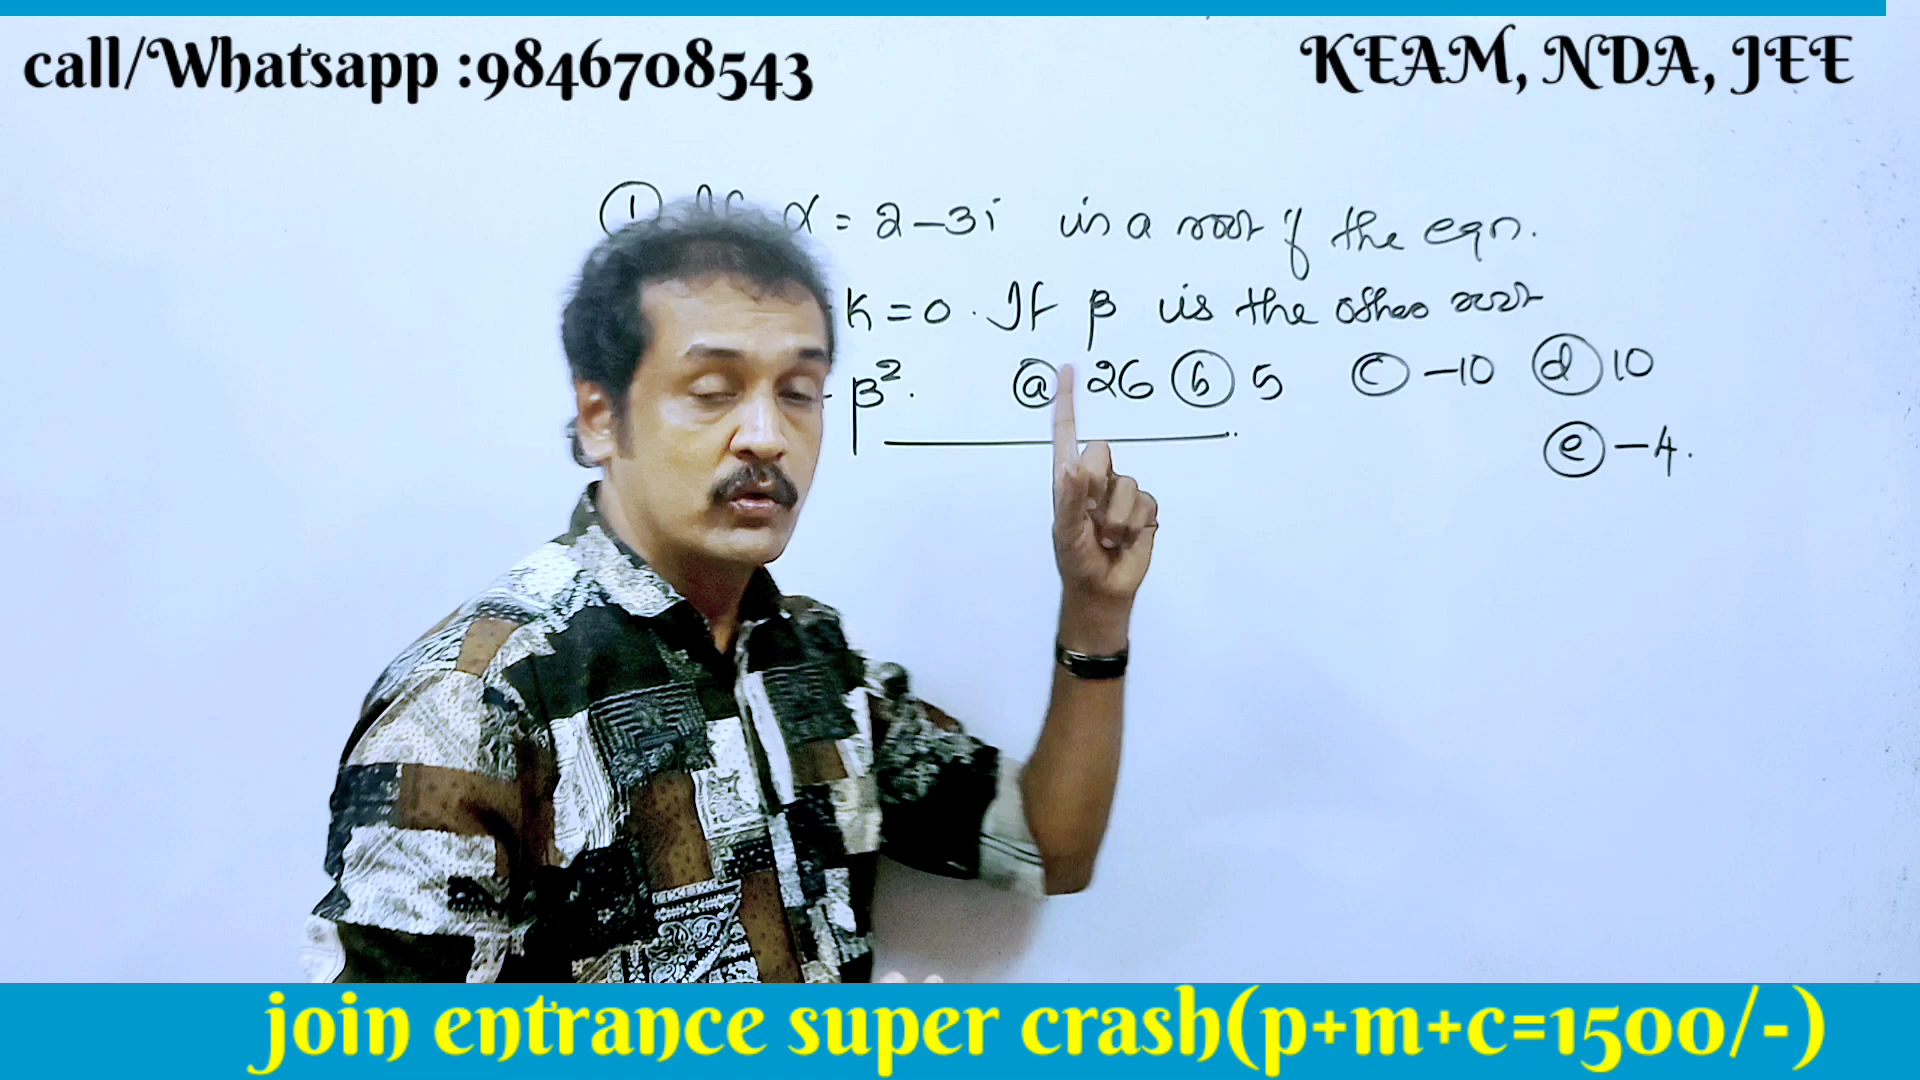 call/Whatsapp :9846708543
KEAM, NDA, JEE
① If α = 2-3i is a root of the eqn.
k = 0. If β is the other root
β². ⓐ 26 ⓑ 5 ⓒ -10 ⓓ 10
ⓔ -4.
join entrance super crash(p+m+c=1500/-)